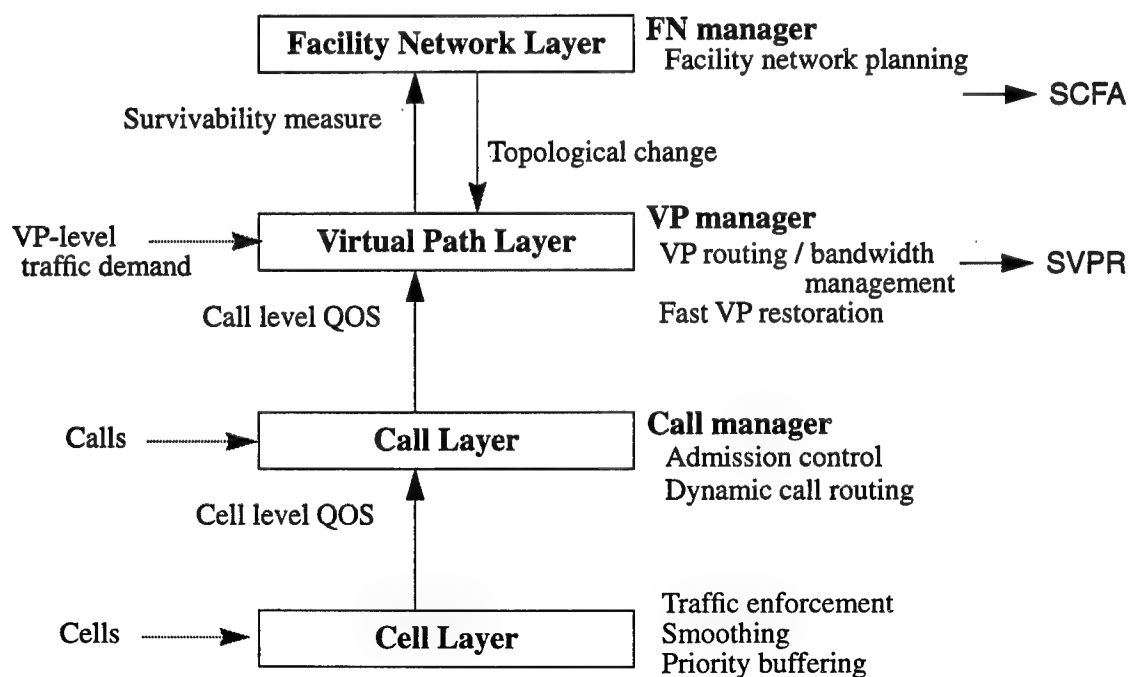 Facility Network Layer
FN manager
Facility network planning
SCFA
Survivability measure
Topological change
VP-level
traffic demand
Virtual Path Layer
VP manager
VP routing / bandwidth
management
Fast VP restoration
SVPR
Call level QOS
Calls
Call Layer
Call manager
Admission control
Dynamic call routing
Cell level QOS
Cells
Cell Layer
Traffic enforcement
Smoothing
Priority buffering